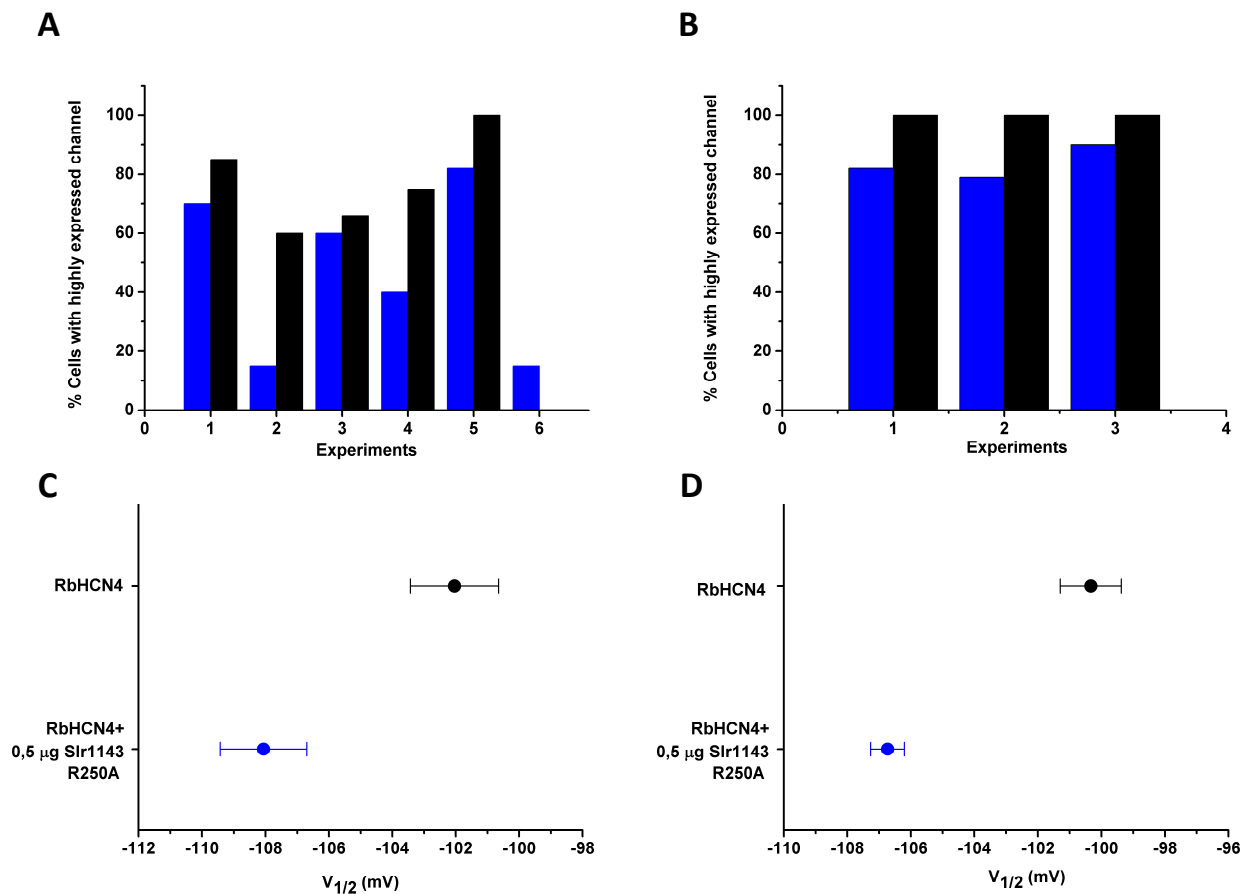 A
B
% Cells with highly expressed channel
100
80
60
40
20
0
0 1 2 3 4 5 6
Experiments
% Cells with highly expressed channel
100
80
60
40
20
0
0 1 2 3 4
Experiments
C
D
RbHCN4
RbHCN4+
0,5 μg Slr1143
R250A
-112 -110 -108 -106 -104 -102 -100 -98
V1/2 (mV)
RbHCN4
RbHCN4+
0,5 μg Slr1143
R250A
-110 -108 -106 -104 -102 -100 -98 -96
V1/2 (mV)